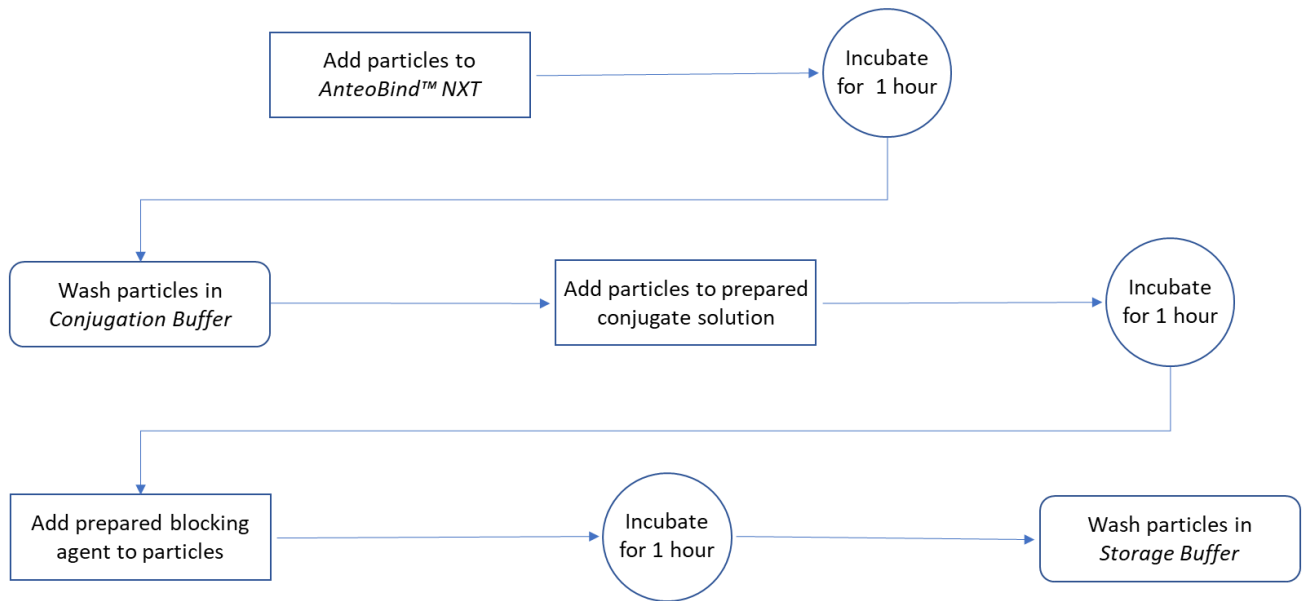 Add particles to
AnteoBind™ NXT
Incubate
for 1 hour
Wash particles in
Conjugation Buffer
Add particles to prepared
conjugate solution
Incubate
for 1 hour
Add prepared blocking
agent to particles
Incubate
for 1 hour
Wash particles in
Storage Buffer